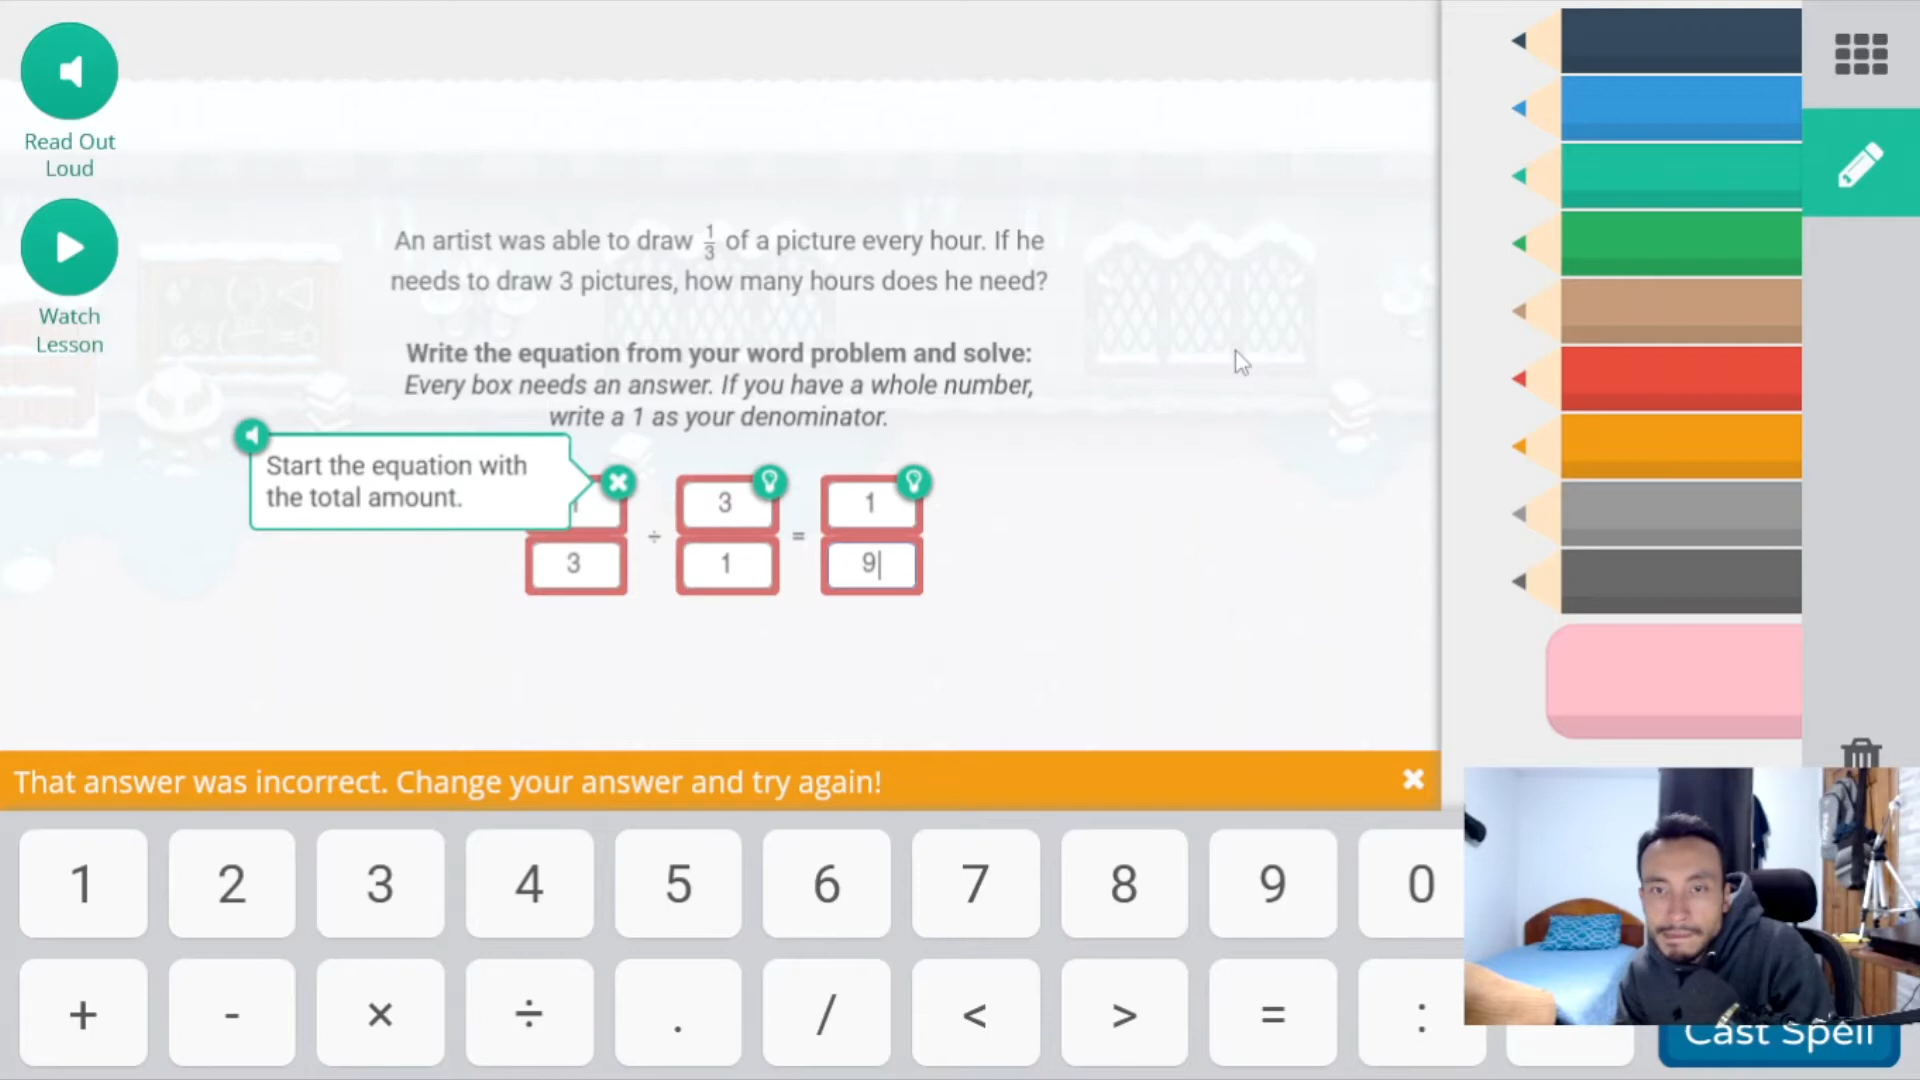 Read Out
Loud
Watch
Lesson
An artist was able to draw 1/3 of a picture every hour. If he
needs to draw 3 pictures, how many hours does he need?
Write the equation from your word problem and solve:
Every box needs an answer. If you have a whole number,
write a 1 as your denominator.
Start the equation with
the total amount.
3 1
÷ =
3 1 9
That answer was incorrect. Change your answer and try again!
1 2 3 4 5 6 7 8 9 0
+ - × ÷ . / < > = :
Cast Spell